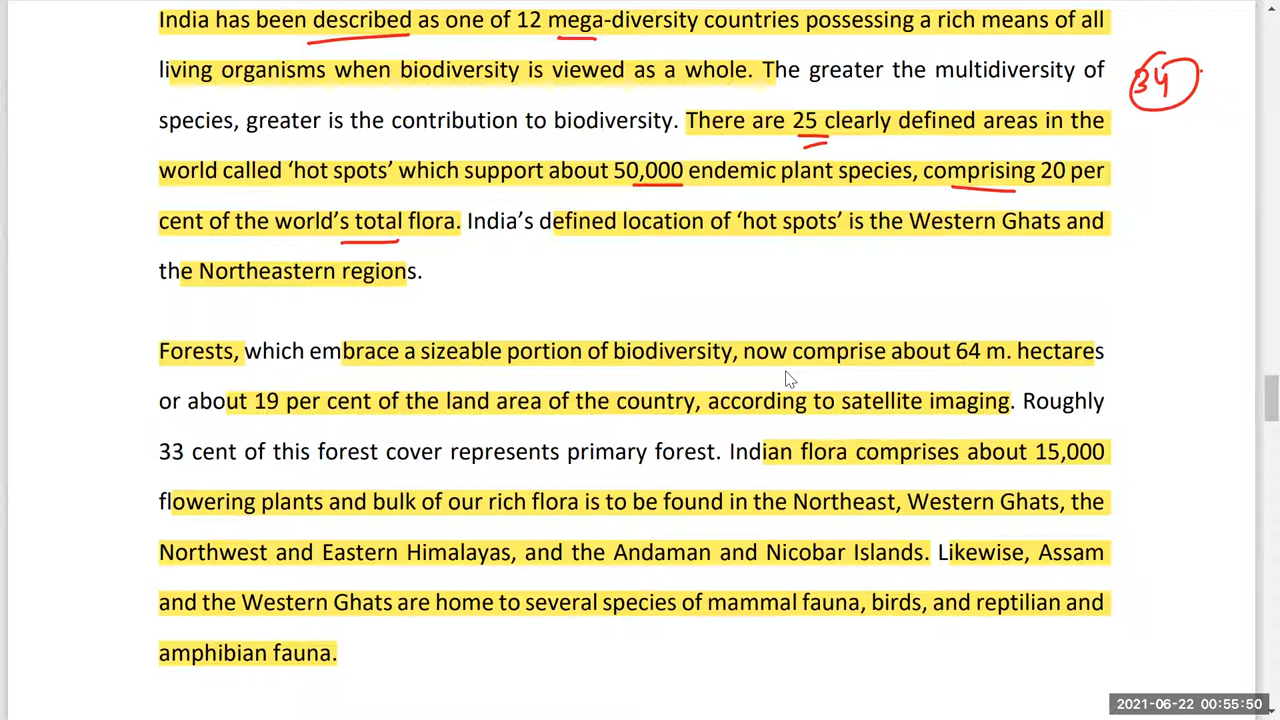 India has been described as one of 12 mega-diversity countries possessing a rich means of all
living organisms when biodiversity is viewed as a whole. The greater the multidiversity of
34
species, greater is the contribution to biodiversity. There are 25 clearly defined areas in the
world called ‘hot spots’ which support about 50,000 endemic plant species, comprising 20 per
cent of the world’s total flora. India’s defined location of ‘hot spots’ is the Western Ghats and
the Northeastern regions.
Forests, which embrace a sizeable portion of biodiversity, now comprise about 64 m. hectares
or about 19 per cent of the land area of the country, according to satellite imaging. Roughly
33 cent of this forest cover represents primary forest. Indian flora comprises about 15,000
flowering plants and bulk of our rich flora is to be found in the Northeast, Western Ghats, the
Northwest and Eastern Himalayas, and the Andaman and Nicobar Islands. Likewise, Assam
and the Western Ghats are home to several species of mammal fauna, birds, and reptilian and
amphibian fauna.
2021-06-22 00:55:50